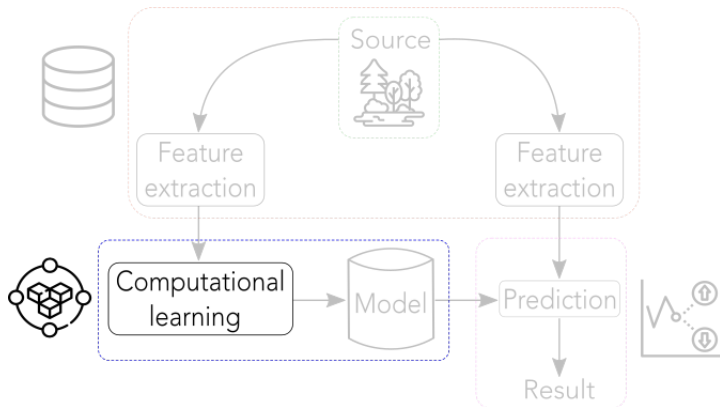 Source
Feature
extraction
Feature
extraction
Computational
learning
Model
Prediction
Result